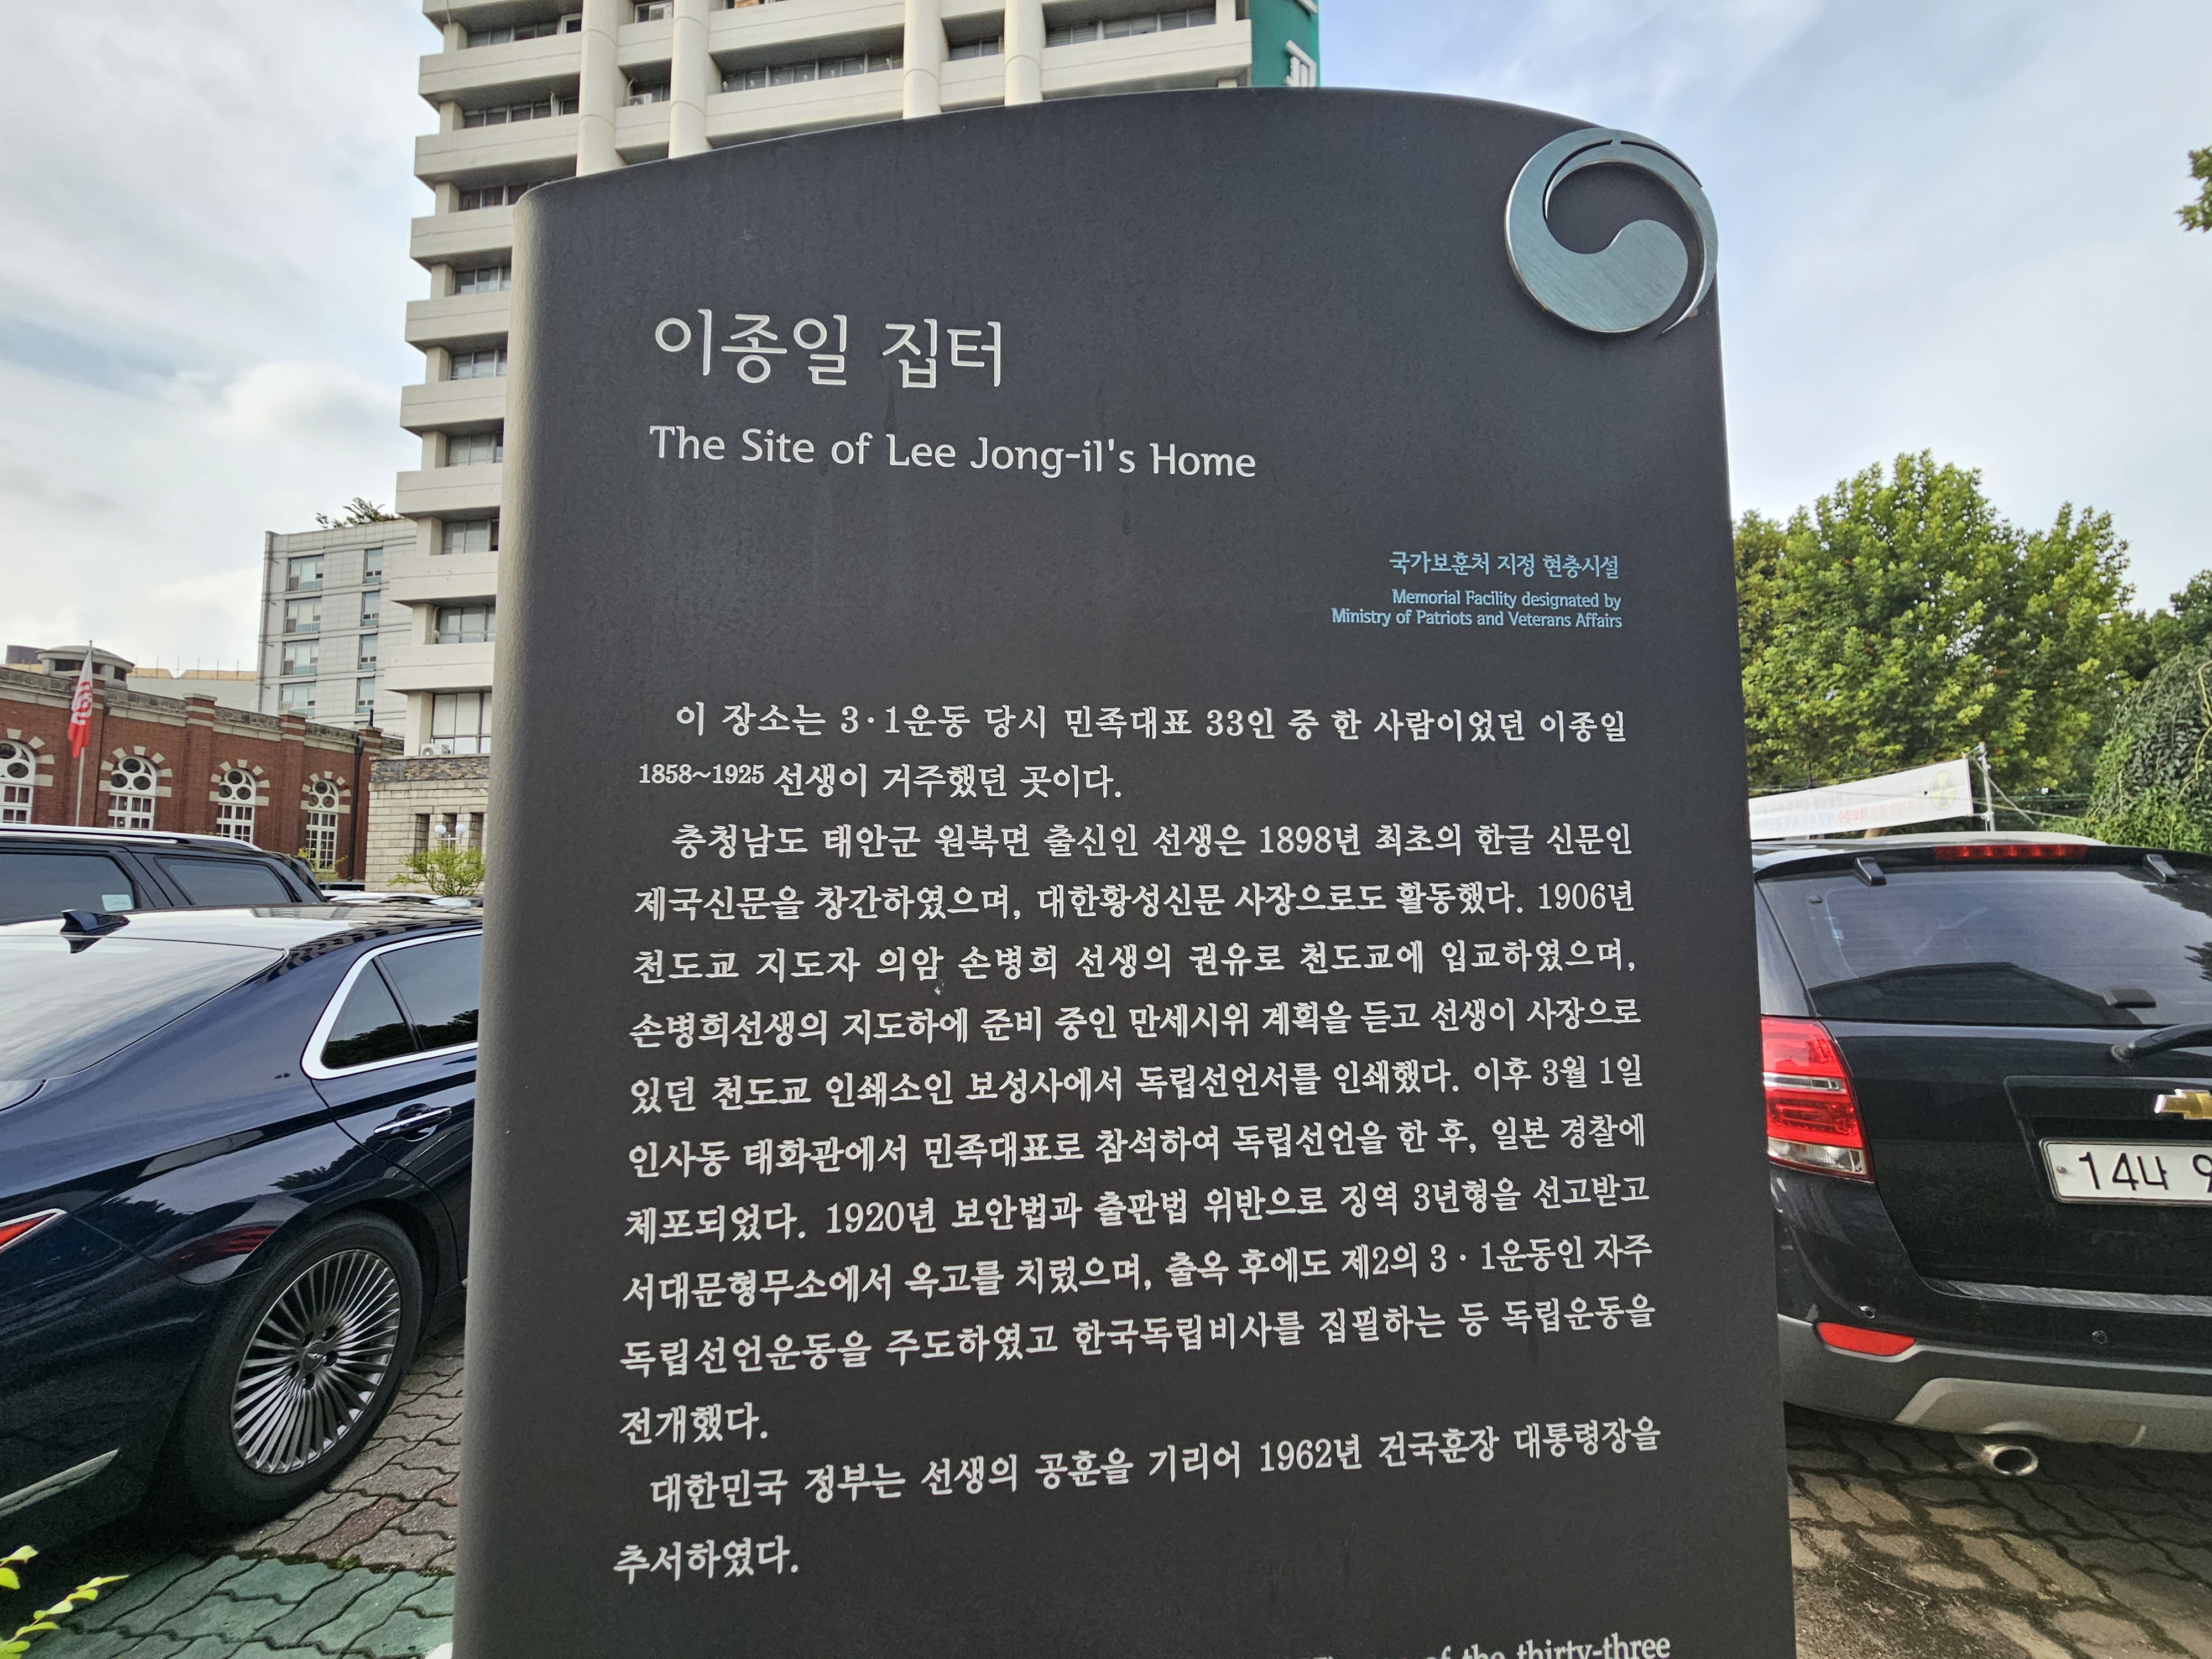 이종일 집터
The Site of Lee Jong-il's Home
국가보훈처 지정 현충시설
Memorial Facility designated by
Ministry of Patriots and Veterans Affairs
이 장소는 3·1운동 당시 민족대표 33인 중 한 사람이었던 이종일
1858~1925 선생이 거주했던 곳이다.
충청남도 태안군 원북면 출신인 선생은 1898년 최초의 한글 신문인
제국신문을 창간하였으며, 대한황성신문 사장으로도 활동했다. 1906년
천도교 지도자 의암 손병희 선생의 권유로 천도교에 입교하였으며,
손병희선생의 지도하에 준비 중인 만세시위 계획을 듣고 선생이 사장으로
있던 천도교 인쇄소인 보성사에서 독립선언서를 인쇄했다. 이후 3월 1일
인사동 태화관에서 민족대표로 참석하여 독립선언을 한 후, 일본 경찰에
체포되었다. 1920년 보안법과 출판법 위반으로 징역 3년형을 선고받고
서대문형무소에서 옥고를 치렀으며, 출옥 후에도 제2의 3·1운동인 자주
독립선언운동을 주도하였고 한국독립비사를 집필하는 등 독립운동을
전개했다.
대한민국 정부는 선생의 공훈을 기리어 1962년 건국훈장 대통령장을
추서하였다.
of the thirty-three
14나